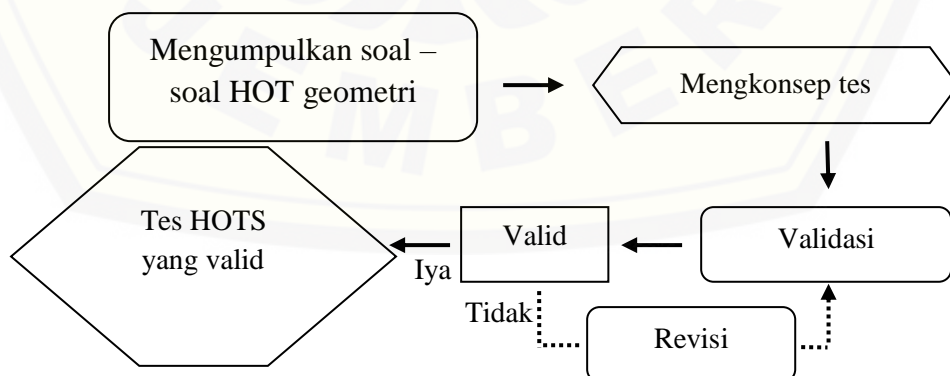 Mengumpulkan soal –
soal HOT geometri
Mengkonsep tes
Tes HOTS
yang valid
Valid
Validasi
Iya
Tidak
Revisi